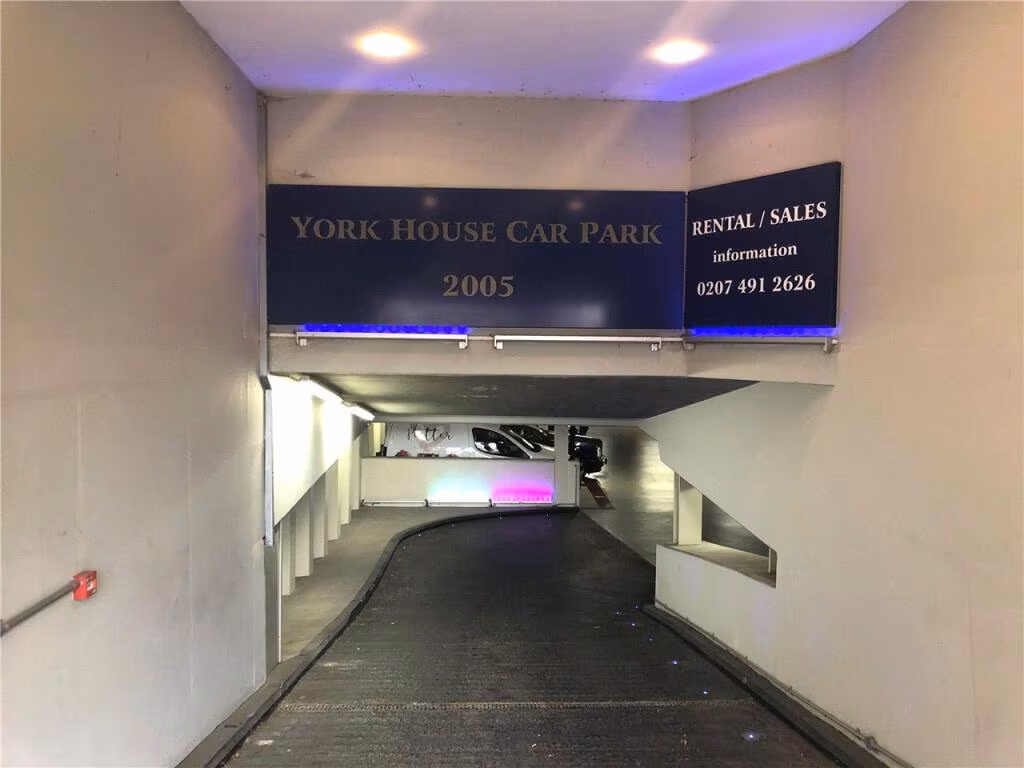 York House Car Park
2005
RENTAL / SALES
information
0207 491 2626